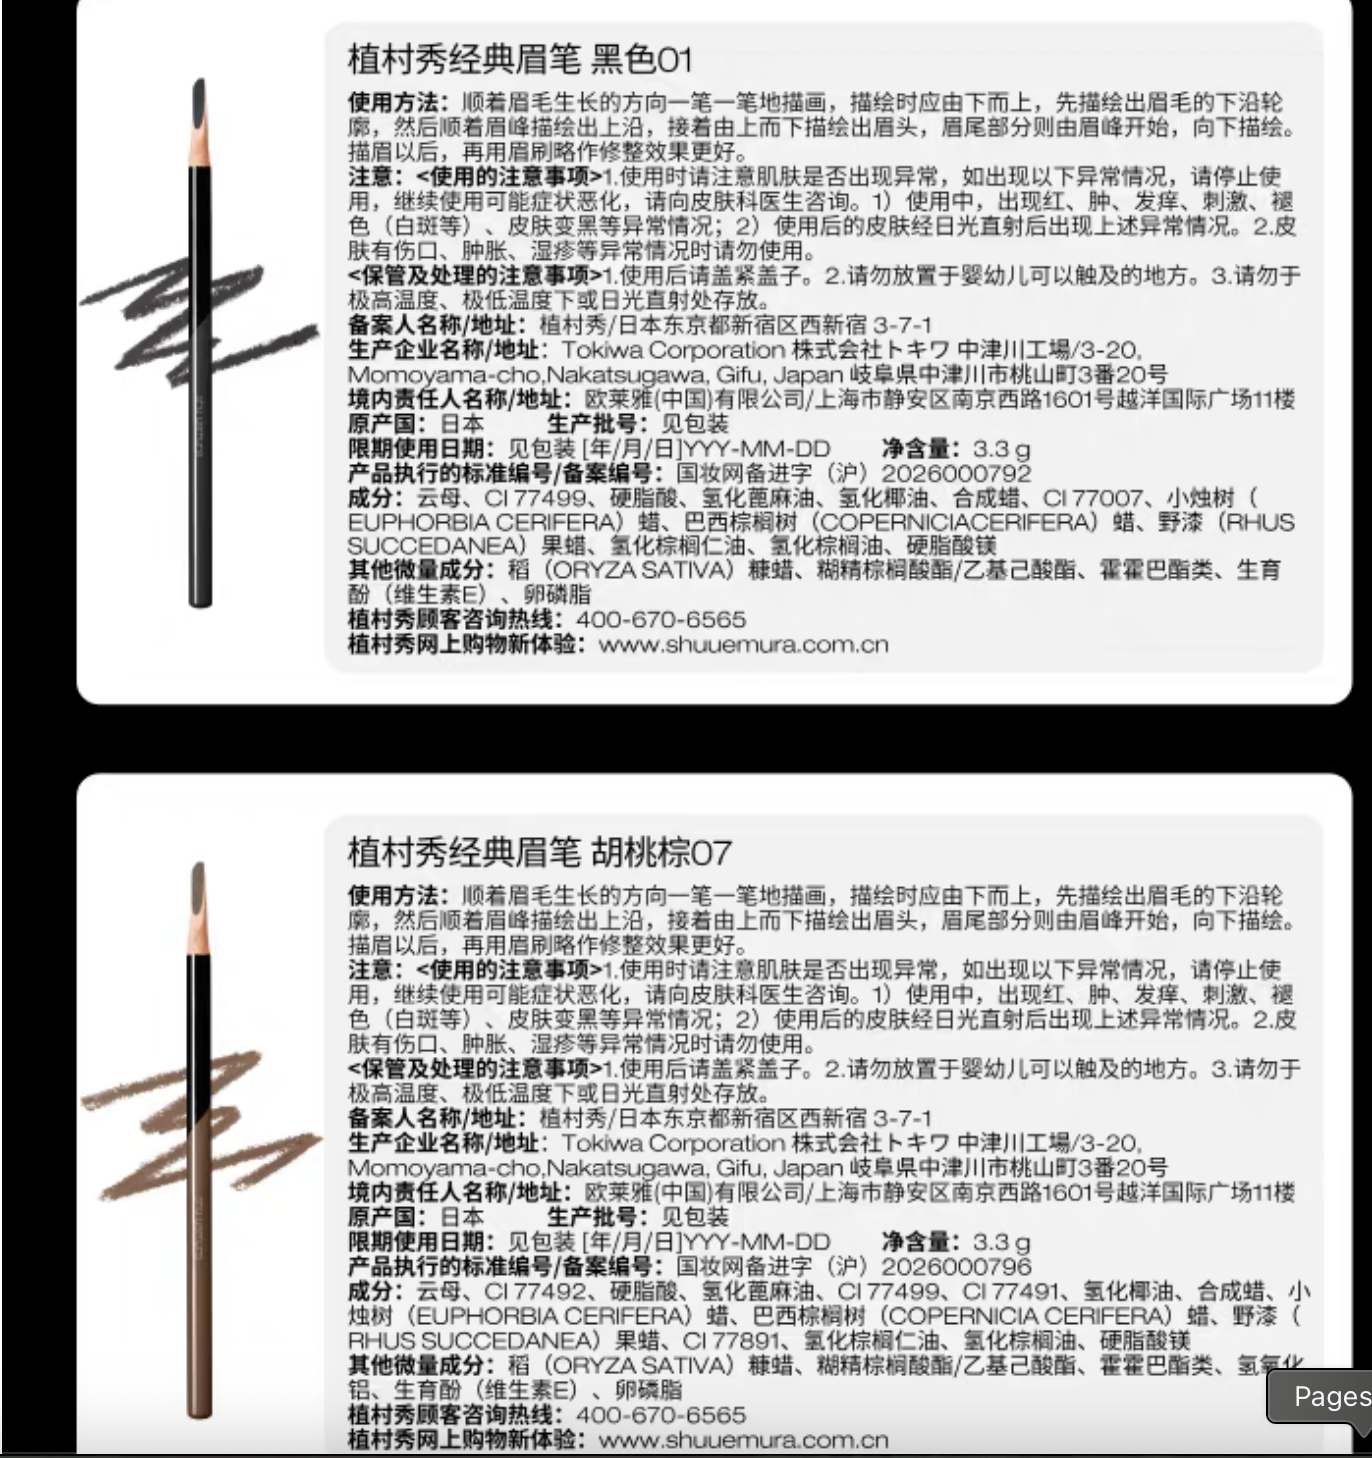 植村秀经典眉笔 黑色01
使用方法：顺着眉毛生长的方向一笔一笔地描画，描绘时应由下而上，先描绘出眉毛的下沿轮
廓，然后顺着眉峰描绘出上沿，接着由上而下描绘出眉头，眉尾部分则由眉峰开始，向下描绘。
描眉以后，再用眉刷略作修整效果更好。
注意：<使用的注意事项>1.使用时请注意肌肤是否出现异常，如出现以下异常情况，请停止使
用，继续使用可能症状恶化，请向皮肤科医生咨询。1）使用中，出现红、肿、发痒、刺激、褪
色（白斑等）、皮肤变黑等异常情况；2）使用后的皮肤经日光直射后出现上述异常情况。2.皮
肤有伤口、肿胀、湿疹等异常情况时请勿使用。
<保管及处理的注意事项>1.使用后请盖紧盖子。2.请勿放置于婴幼儿可以触及的地方。3.请勿于
极高温度、极低温度下或日光直射处存放。
备案人名称/地址：植村秀/日本东京都新宿区西新宿 3-7-1
生产企业名称/地址：Tokiwa Corporation 株式会社トキワ 中津川工場/3-20,
Momoyama-cho,Nakatsugawa, Gifu, Japan 岐阜県中津川市桃山町3番20号
境内责任人名称/地址：欧莱雅(中国)有限公司/上海市静安区南京西路1601号越洋国际广场11楼
原产国：日本 生产批号：见包装
限期使用日期：见包装 [年/月/日]YYY-MM-DD 净含量：3.3 g
产品执行的标准编号/备案编号：国妆网备进字（沪）2026000792
成分：云母、CI 77499、硬脂酸、氢化蓖麻油、氢化椰油、合成蜡、CI 77007、小烛树（
EUPHORBIA CERIFERA）蜡、巴西棕榈树（COPERNICIACERIFERA）蜡、野漆（RHUS
SUCCEDANEA）果蜡、氢化棕榈仁油、氢化棕榈油、硬脂酸镁
其他微量成分：稻（ORYZA SATIVA）糠蜡、糊精棕榈酸酯/乙基己酸酯、霍霍巴酯类、生育
酚（维生素E）、卵磷脂
植村秀顾客咨询热线：400-670-6565
植村秀网上购物新体验：www.shuuemura.com.cn
植村秀经典眉笔 胡桃棕07
使用方法：顺着眉毛生长的方向一笔一笔地描画，描绘时应由下而上，先描绘出眉毛的下沿轮
廓，然后顺着眉峰描绘出上沿，接着由上而下描绘出眉头，眉尾部分则由眉峰开始，向下描绘。
描眉以后，再用眉刷略作修整效果更好。
注意：<使用的注意事项>1.使用时请注意肌肤是否出现异常，如出现以下异常情况，请停止使
用，继续使用可能症状恶化，请向皮肤科医生咨询。1）使用中，出现红、肿、发痒、刺激、褪
色（白斑等）、皮肤变黑等异常情况；2）使用后的皮肤经日光直射后出现上述异常情况。2.皮
肤有伤口、肿胀、湿疹等异常情况时请勿使用。
<保管及处理的注意事项>1.使用后请盖紧盖子。2.请勿放置于婴幼儿可以触及的地方。3.请勿于
极高温度、极低温度下或日光直射处存放。
备案人名称/地址：植村秀/日本东京都新宿区西新宿 3-7-1
生产企业名称/地址：Tokiwa Corporation 株式会社トキワ 中津川工場/3-20,
Momoyama-cho,Nakatsugawa, Gifu, Japan 岐阜県中津川市桃山町3番20号
境内责任人名称/地址：欧莱雅(中国)有限公司/上海市静安区南京西路1601号越洋国际广场11楼
原产国：日本 生产批号：见包装
限期使用日期：见包装 [年/月/日]YYY-MM-DD 净含量：3.3 g
产品执行的标准编号/备案编号：国妆网备进字（沪）2026000796
成分：云母、CI 77492、硬脂酸、氢化蓖麻油、CI 77499、CI 77491、氢化椰油、合成蜡、小
烛树（EUPHORBIA CERIFERA）蜡、巴西棕榈树（COPERNICIA CERIFERA）蜡、野漆（
RHUS SUCCEDANEA）果蜡、CI 77891、氢化棕榈仁油、氢化棕榈油、硬脂酸镁
其他微量成分：稻（ORYZA SATIVA）糠蜡、糊精棕榈酸酯/乙基己酸酯、霍霍巴酯类、氢氧化
铝、生育酚（维生素E）、卵磷脂
植村秀顾客咨询热线：400-670-6565
植村秀网上购物新体验：www.shuuemura.com.cn
Pages